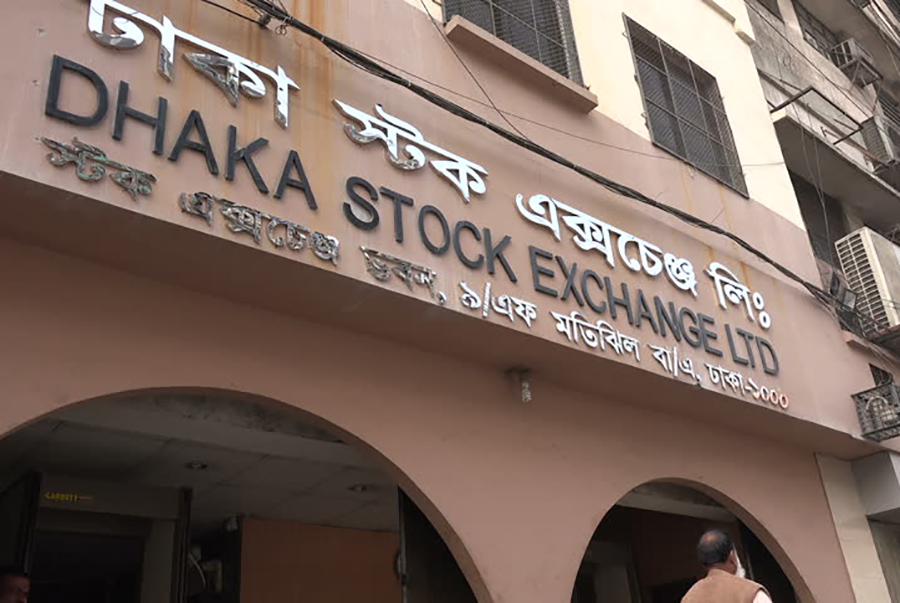 ঢাকা স্টক এক্সচেঞ্জ লিঃ
DHAKA STOCK EXCHANGE LTD
স্টক এক্সচেঞ্জ ভবন, ৯/এফ মতিঝিল বা/এ, ঢাকা-১০০০